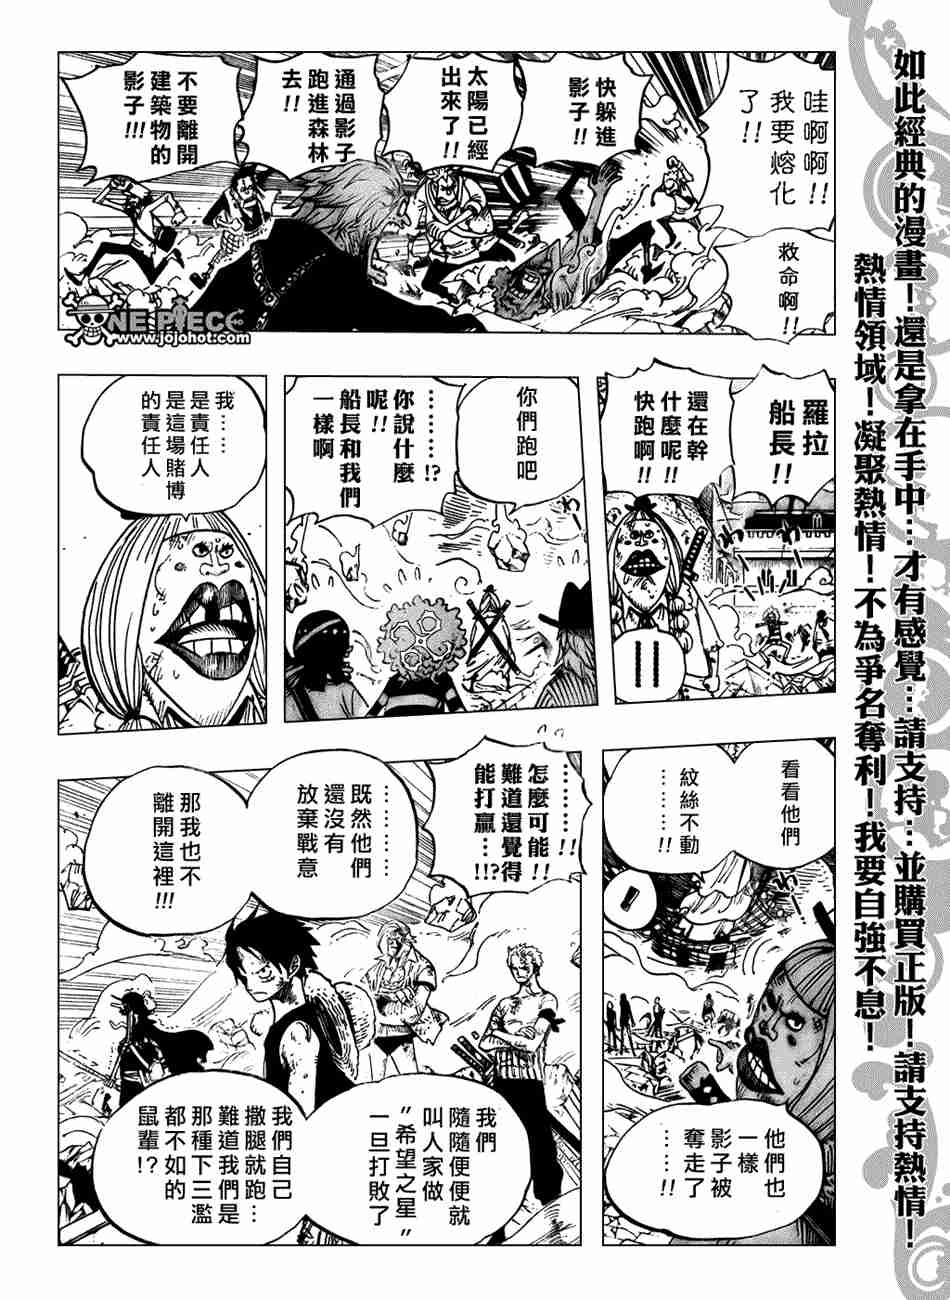 哇啊啊!!
我要熔化
了!!
救命啊!!
快躲進
影子!!
太陽已經
出來了!!
通過影子
跑進森林
去!!
不要離開
建築物的
影子!!!
ONE PIECE
www.jojohot.com
羅拉
船長!!
還在幹
什麼呢!!
快跑啊!!
你們跑吧
………!?
你說什麼
呢!!
船長和我們
一樣啊
我……
是責任人
是這場賭博
的責任人
看看他們
……
紋絲不動
……!!
他們也
一樣
影子被
奪走了
……!!
………!!
怎麼可能!!
難道還覺得
能打贏…!!?
既然他們
還沒有
放棄戰意
那我也不
離開這裡
!!!
我們
隨隨便便就
叫人家做
“希望之星”
一旦打敗了
我們自己
撒腿就跑…
難道我們是
那種下三濫
都不如的
鼠輩!?
如此經典的漫畫!還是拿在手中…才有感覺…請支持…並購買正版!請支持熱情!
熱情領域!凝聚熱情!不為爭名奪利!我要自強不息!